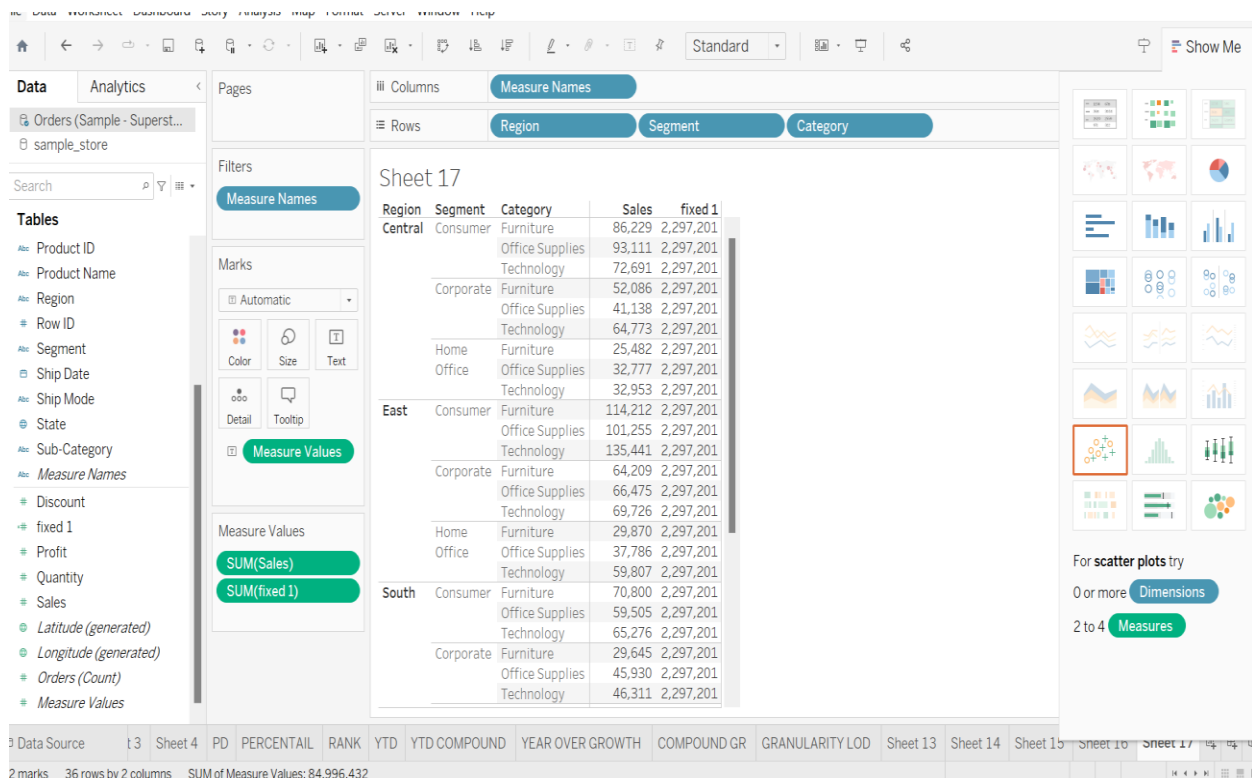 Data Worksheet Dashboard Story Analysis Map Format Server Window Help
Standard
Show Me
Data Analytics
Pages
Columns Measure Names
Orders (Sample - Superst...
Rows Region Segment Category
sample_store
Search
Filters
Measure Names
Sheet 17
Tables
Product ID
Product Name
Region
Row ID
Segment
Ship Date
Ship Mode
State
Sub-Category
Measure Names
Discount
fixed 1
Profit
Quantity
Sales
Latitude (generated)
Longitude (generated)
Orders (Count)
Measure Values
Marks
Automatic
Color Size Text
Detail Tooltip
Measure Values
Measure Values
SUM(Sales)
SUM(fixed 1)
Region Segment Category Sales fixed 1
Central Consumer Furniture 86,229 2,297,201
Office Supplies 93,111 2,297,201
Technology 72,691 2,297,201
Corporate Furniture 52,086 2,297,201
Office Supplies 41,138 2,297,201
Technology 64,773 2,297,201
Home Furniture 25,482 2,297,201
Office Office Supplies 32,777 2,297,201
Technology 32,953 2,297,201
East Consumer Furniture 114,212 2,297,201
Office Supplies 101,255 2,297,201
Technology 135,441 2,297,201
Corporate Furniture 64,209 2,297,201
Office Supplies 66,475 2,297,201
Technology 69,726 2,297,201
Home Furniture 29,870 2,297,201
Office Office Supplies 37,786 2,297,201
Technology 59,807 2,297,201
South Consumer Furniture 70,800 2,297,201
Office Supplies 59,505 2,297,201
Technology 65,276 2,297,201
Corporate Furniture 29,645 2,297,201
Office Supplies 45,930 2,297,201
Technology 46,311 2,297,201
For scatter plots try
0 or more Dimensions
2 to 4 Measures
Data Source t 3 Sheet 4 PD PERCENTAIL RANK YTD YTD COMPOUND YEAR OVER GROWTH COMPOUND GR GRANULARITY LOD Sheet 13 Sheet 14 Sheet 15 Sheet 16 Sheet 17
2 marks 36 rows by 2 columns SUM of Measure Values: 84,996,432